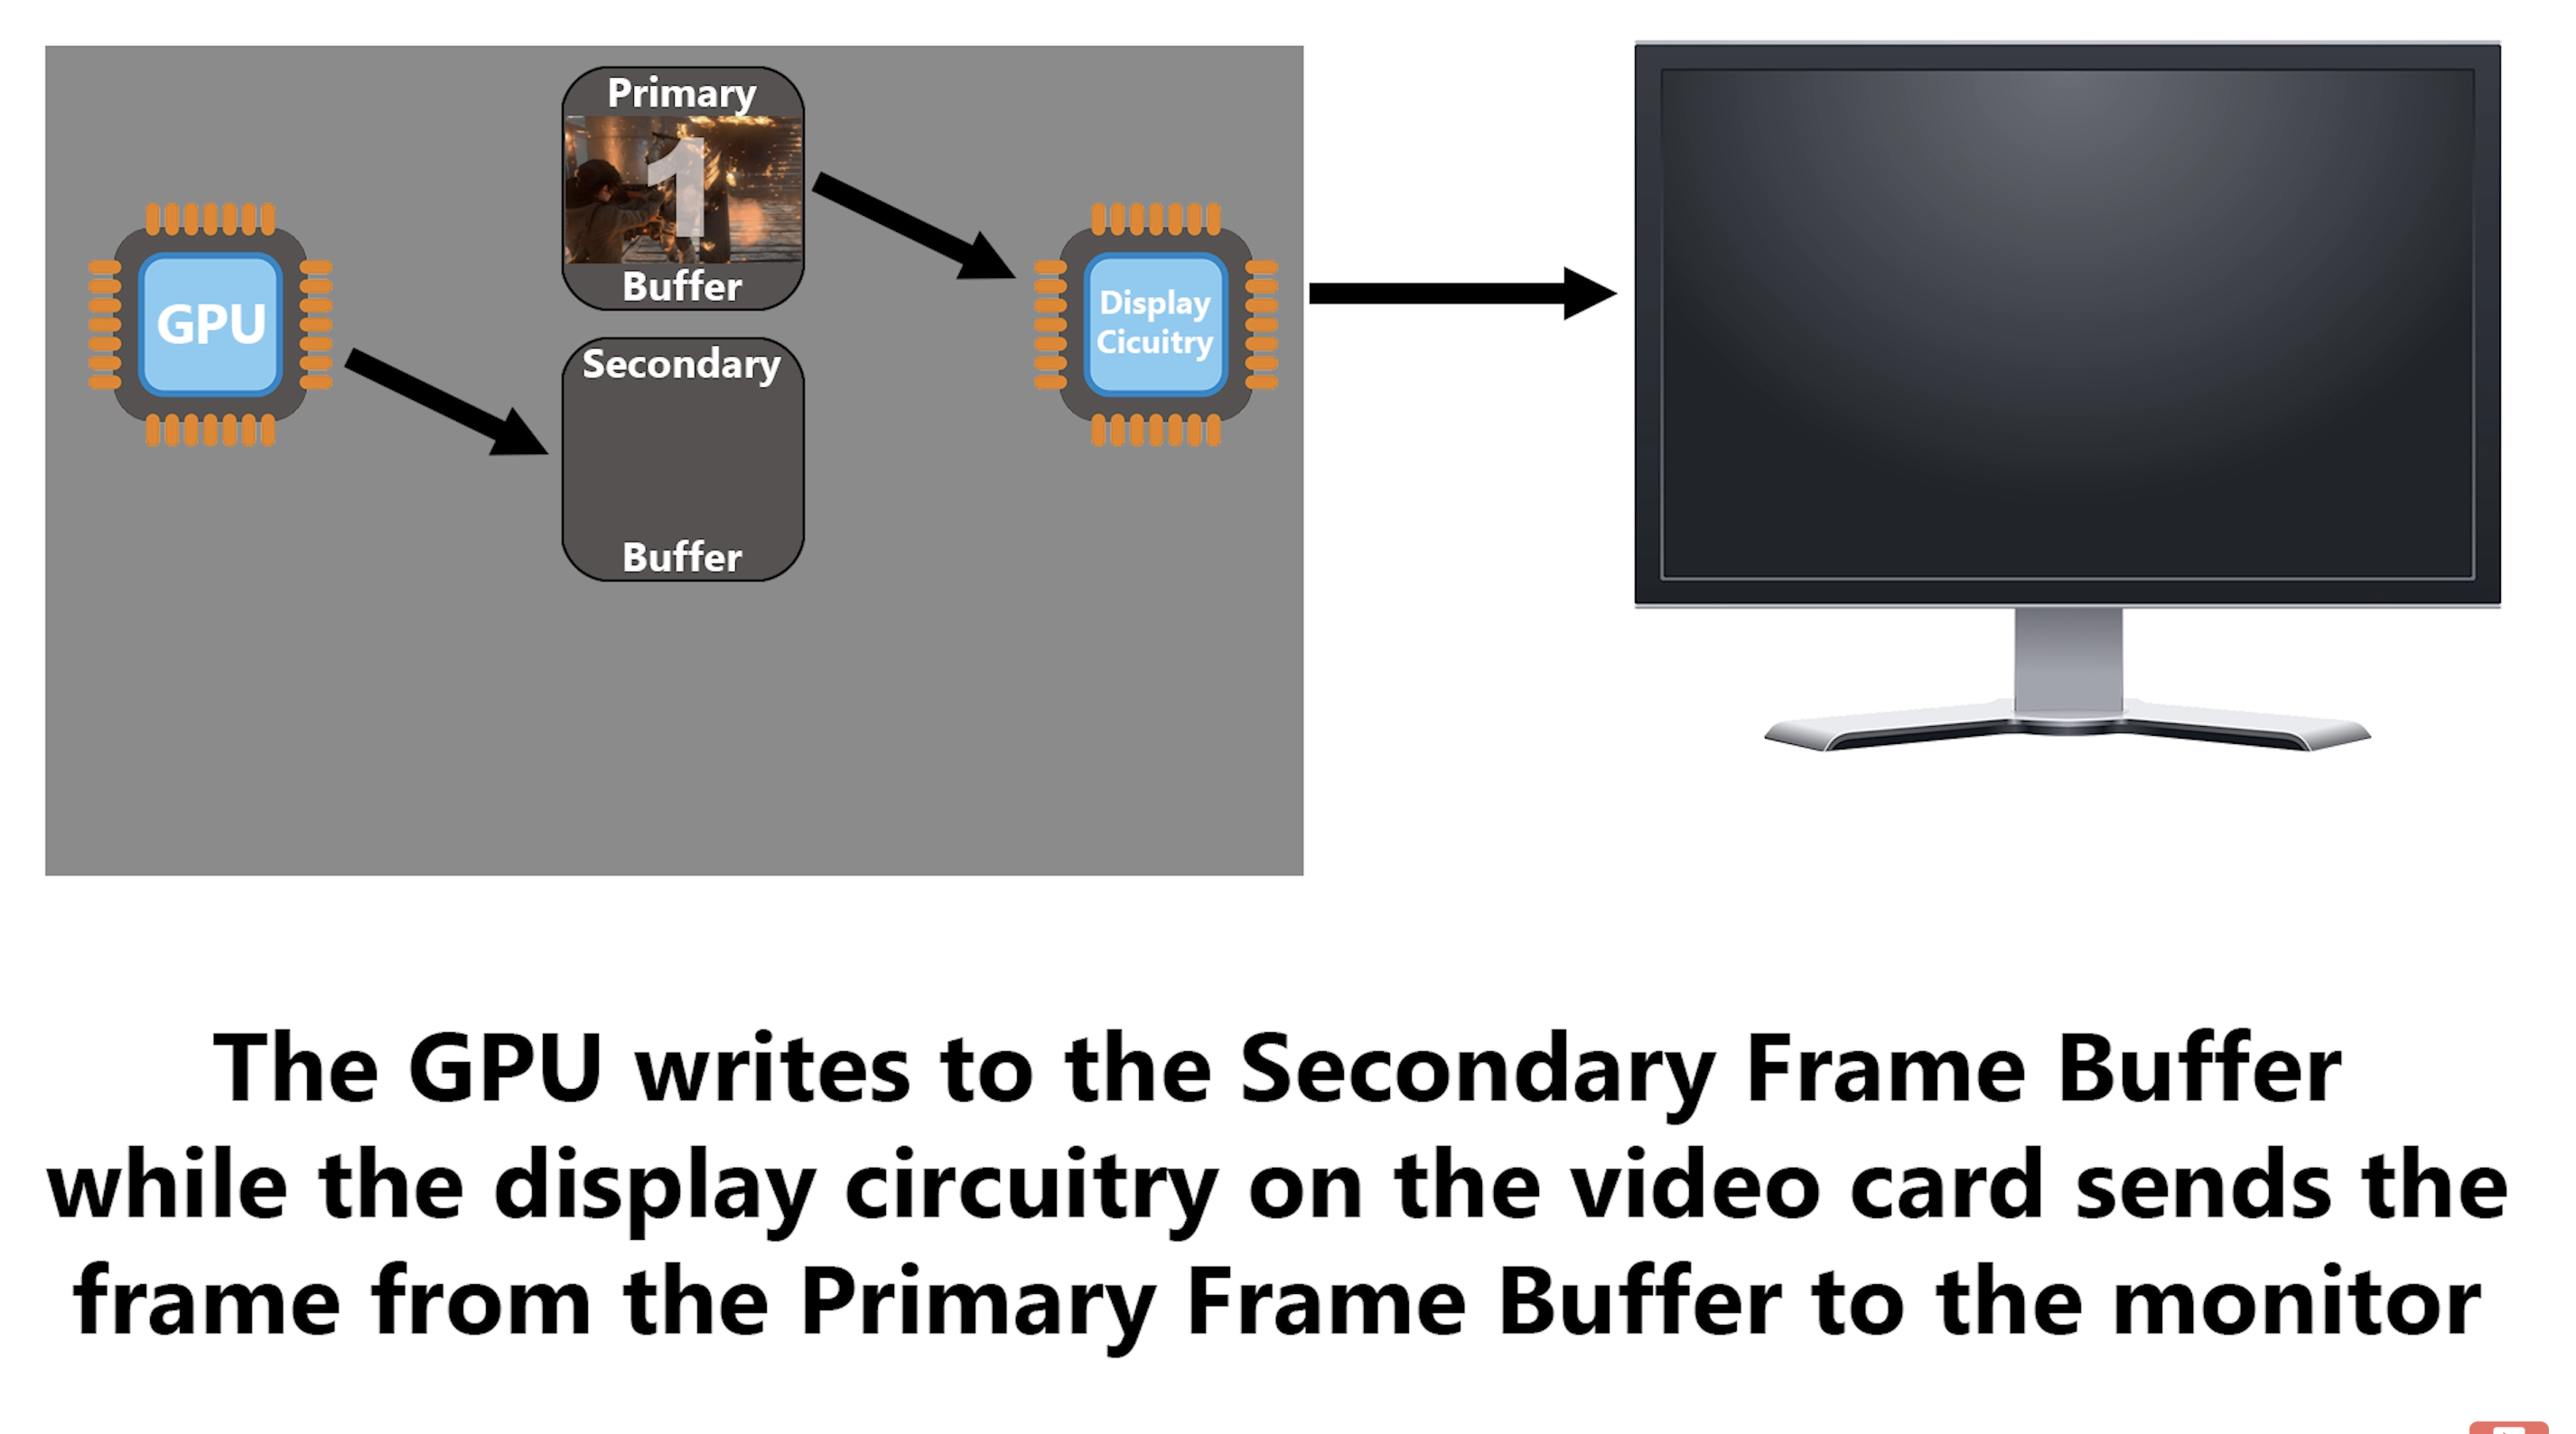 Primary
1
Buffer
GPU
Display
Cicuitry
Secondary
Buffer
The GPU writes to the Secondary Frame Buffer
while the display circuitry on the video card sends the
frame from the Primary Frame Buffer to the monitor